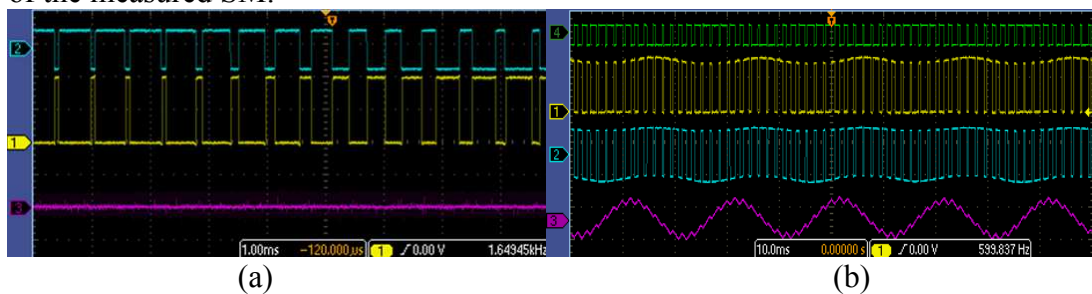 of the measured SM.
2
1
3
1.00ms -120.000us 1 ƒ 0.00 V 1.64945kHz
4
1
2
3
10.0ms 0.00000 s 1 ƒ 0.00 V 599.837 Hz
(a) (b)